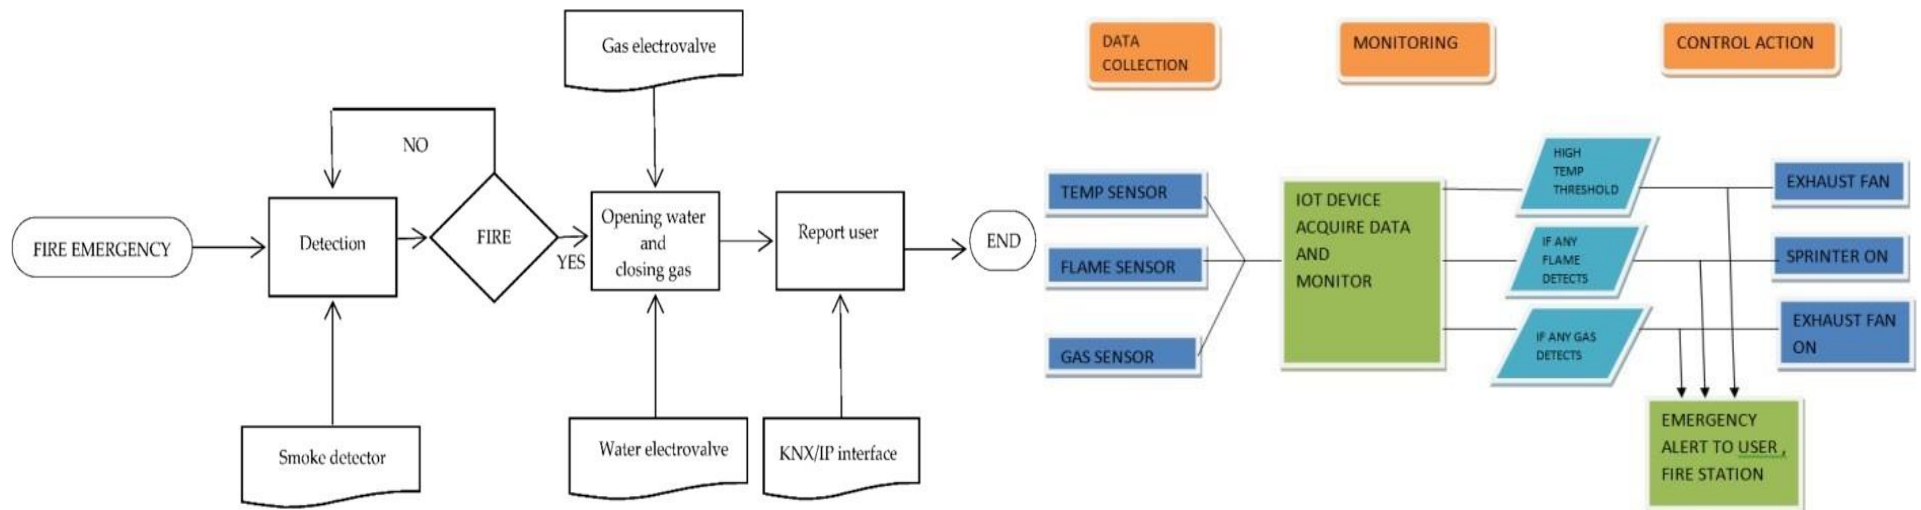 Gas electrovalve
NO
FIRE EMERGENCY
Detection
FIRE
YES
Opening water
and
closing gas
Report user
END
Smoke detector
Water electrovalve
KNX/IP interface
DATA
COLLECTION
MONITORING
CONTROL ACTION
TEMP SENSOR
FLAME SENSOR
GAS SENSOR
IOT DEVICE
ACQUIRE DATA
AND
MONITOR
HIGH
TEMP
THRESHOLD
IF ANY
FLAME
DETECTS
IF ANY GAS
DETECTS
EXHAUST FAN
SPRINTER ON
EXHAUST FAN
ON
EMERGENCY
ALERT TO USER ,
FIRE STATION